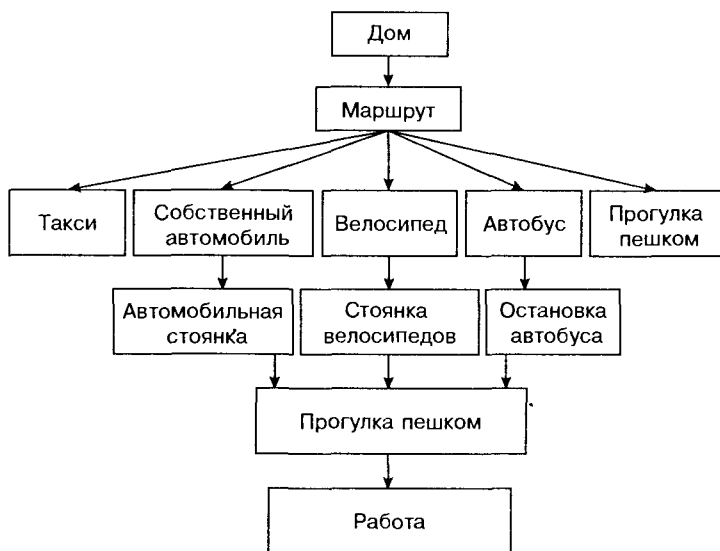 Дом
Маршрут
Такси
Собственный
автомобиль
Велосипед
Автобус
Прогулка
пешком
Автомобильная
стоянка
Стоянка
велосипедов
Остановка
автобуса
Прогулка пешком
Работа